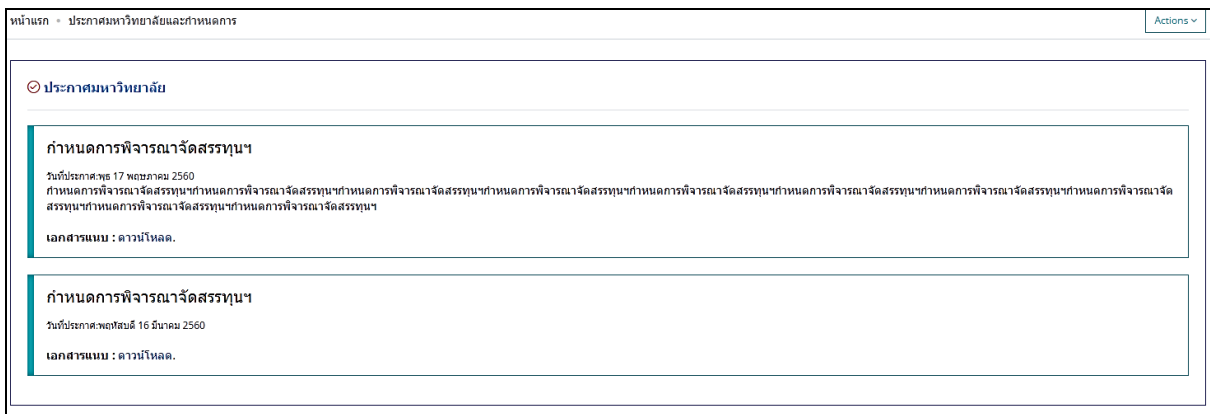 หน้าแรก • ประกาศมหาวิทยาลัยและกำหนดการ
Actions
ประกาศมหาวิทยาลัย
กำหนดการพิจารณาจัดสรรทุนฯ
วันที่ประกาศ:พุธ 17 พฤษภาคม 2560
กำหนดการพิจารณาจัดสรรทุนฯกำหนดการพิจารณาจัดสรรทุนฯกำหนดการพิจารณาจัดสรรทุนฯกำหนดการพิจารณาจัดสรรทุนฯกำหนดการพิจารณาจัดสรรทุนฯกำหนดการพิจารณาจัดสรรทุนฯกำหนดการพิจารณาจัดสรรทุนฯกำหนดการพิจารณาจัด
สรรทุนฯกำหนดการพิจารณาจัดสรรทุนฯกำหนดการพิจารณาจัดสรรทุนฯ
เอกสารแนบ : ดาวน์โหลด.
กำหนดการพิจารณาจัดสรรทุนฯ
วันที่ประกาศ:พฤหัสบดี 16 มีนาคม 2560
เอกสารแนบ : ดาวน์โหลด.